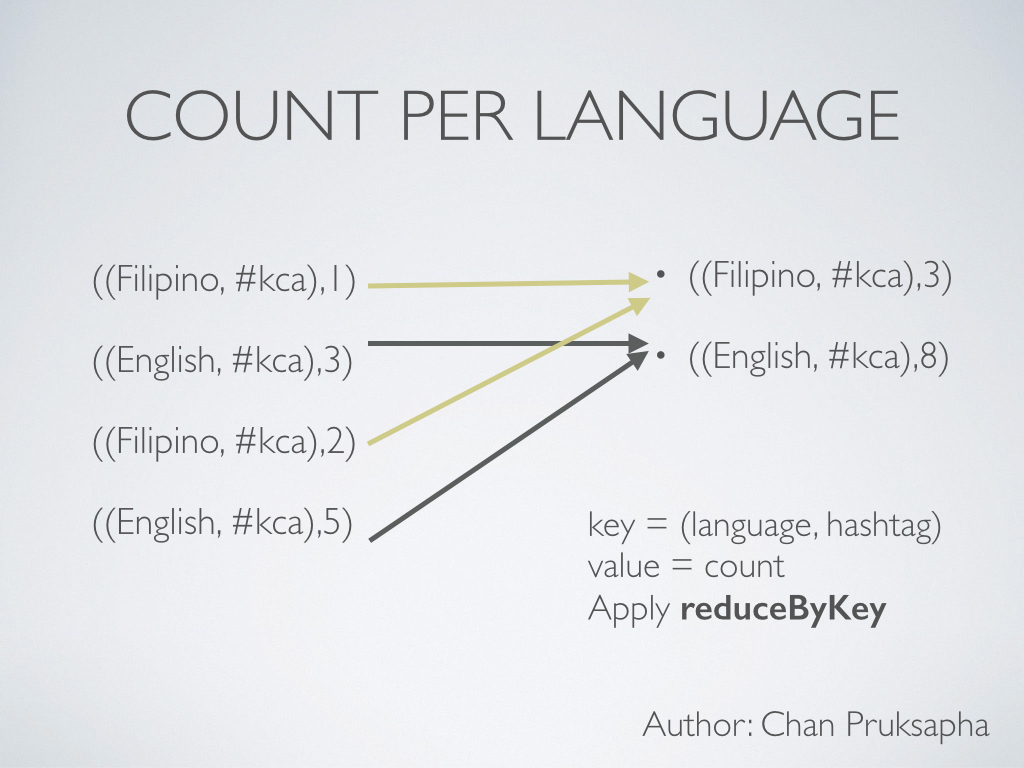 COUNT PER LANGUAGE
((Filipino, #kca),1)
((English, #kca),3)
((Filipino, #kca),2)
((English, #kca),5)
• ((Filipino, #kca),3)
• ((English, #kca),8)
key = (language, hashtag)
value = count
Apply reduceByKey
Author: Chan Pruksapha